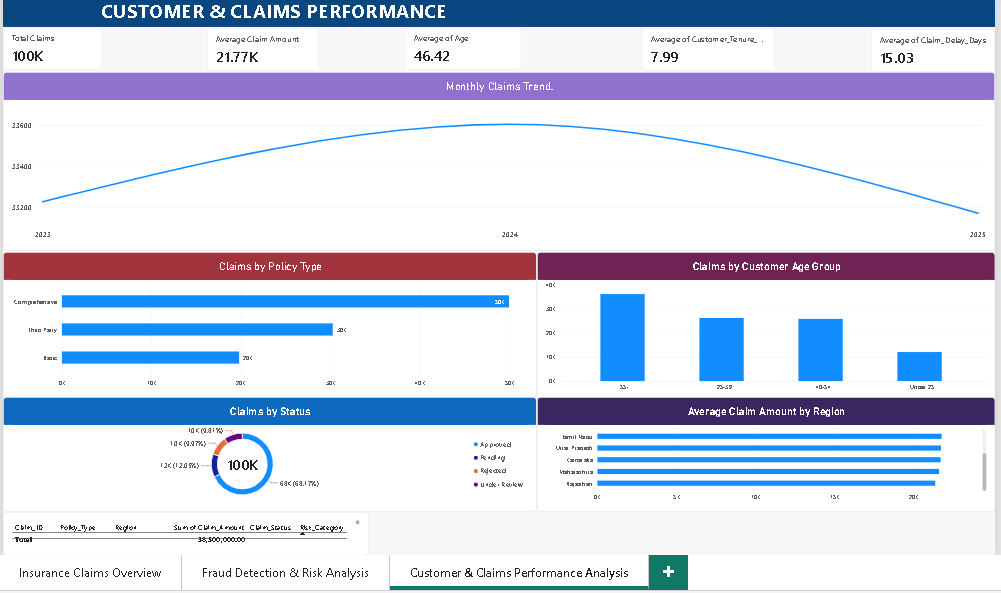 CUSTOMER & CLAIMS PERFORMANCE
Total Claims
100K
Average Claim Amount
21.77K
Average of Age
46.42
Average of Customer_Tenure_...
7.99
Average of Claim_Delay_Days
15.03
Monthly Claims Trend.
33600
33400
33200
2023
2024
2025
Claims by Policy Type
Comprehensive
Third Party
Basic
50K
30K
20K
0K
10K
20K
30K
40K
50K
Claims by Customer Age Group
40K
30K
20K
10K
0K
Under 25
Claims by Status
10K (9.81%)
10K (9.97%)
12K (12.05%)
68K (68.17%)
100K
Approved
Pending
Rejected
Under Review
Average Claim Amount by Region
Tamil Nadu
Uttar Pradesh
Karnataka
Maharashtra
Rajasthan
0K
5K
10K
15K
20K
Claim_ID Policy_Type Region Sum of Claim_Amount Claim_Status Risk_Category
Total
Insurance Claims Overview
Fraud Detection & Risk Analysis
Customer & Claims Performance Analysis
+